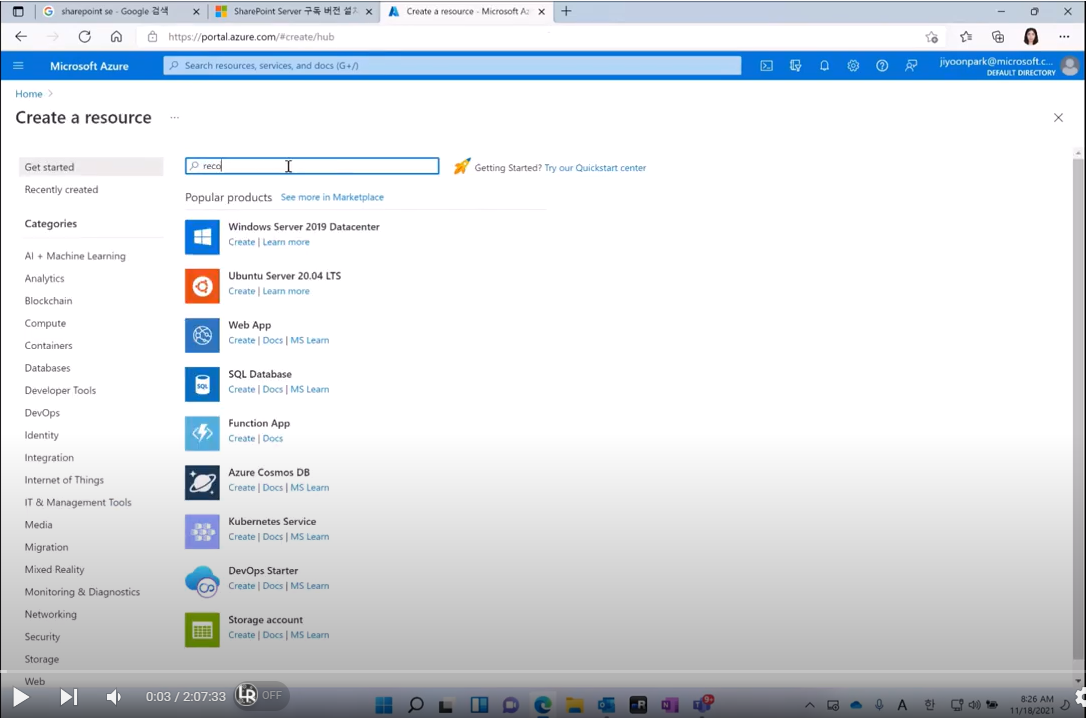 sharepoint se - Google 검색
SharePoint Server 구독 버전 설치
Create a resource - Microsoft Az
https://portal.azure.com/#create/hub
Microsoft Azure
Search resources, services, and docs (G+/)
jiyoonpark@microsoft.c...
DEFAULT DIRECTORY
Home >
Create a resource ...
Get started
Recently created
Categories
AI + Machine Learning
Analytics
Blockchain
Compute
Containers
Databases
Developer Tools
DevOps
Identity
Integration
Internet of Things
IT & Management Tools
Media
Migration
Mixed Reality
Monitoring & Diagnostics
Networking
Security
Storage
Web
reco
Getting Started? Try our Quickstart center
Popular products See more in Marketplace
Windows Server 2019 Datacenter
Create | Learn more
Ubuntu Server 20.04 LTS
Create | Learn more
Web App
Create | Docs | MS Learn
SQL
SQL Database
Create | Docs | MS Learn
Function App
Create | Docs
Azure Cosmos DB
Create | Docs | MS Learn
Kubernetes Service
Create | Docs | MS Learn
DevOps Starter
Create | Docs | MS Learn
Storage account
Create | Docs | MS Learn
0:03 / 2:07:33
LR OFF
A 한
8:26 AM
11/18/2021